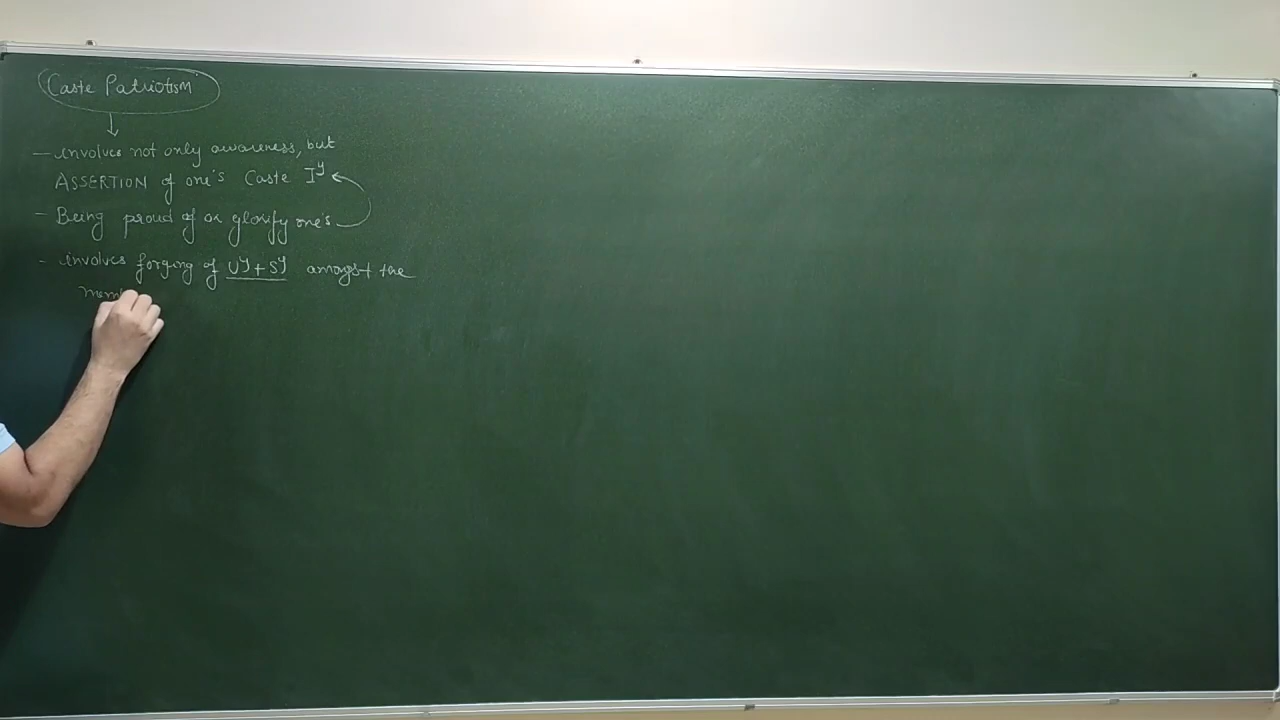 Caste Patriotism
- involves not only awareness, but
ASSERTION of one's Caste Iʸ
- Being proud of or glorify one's
- involves forging of Uʸ + Sʸ amongst the
mem